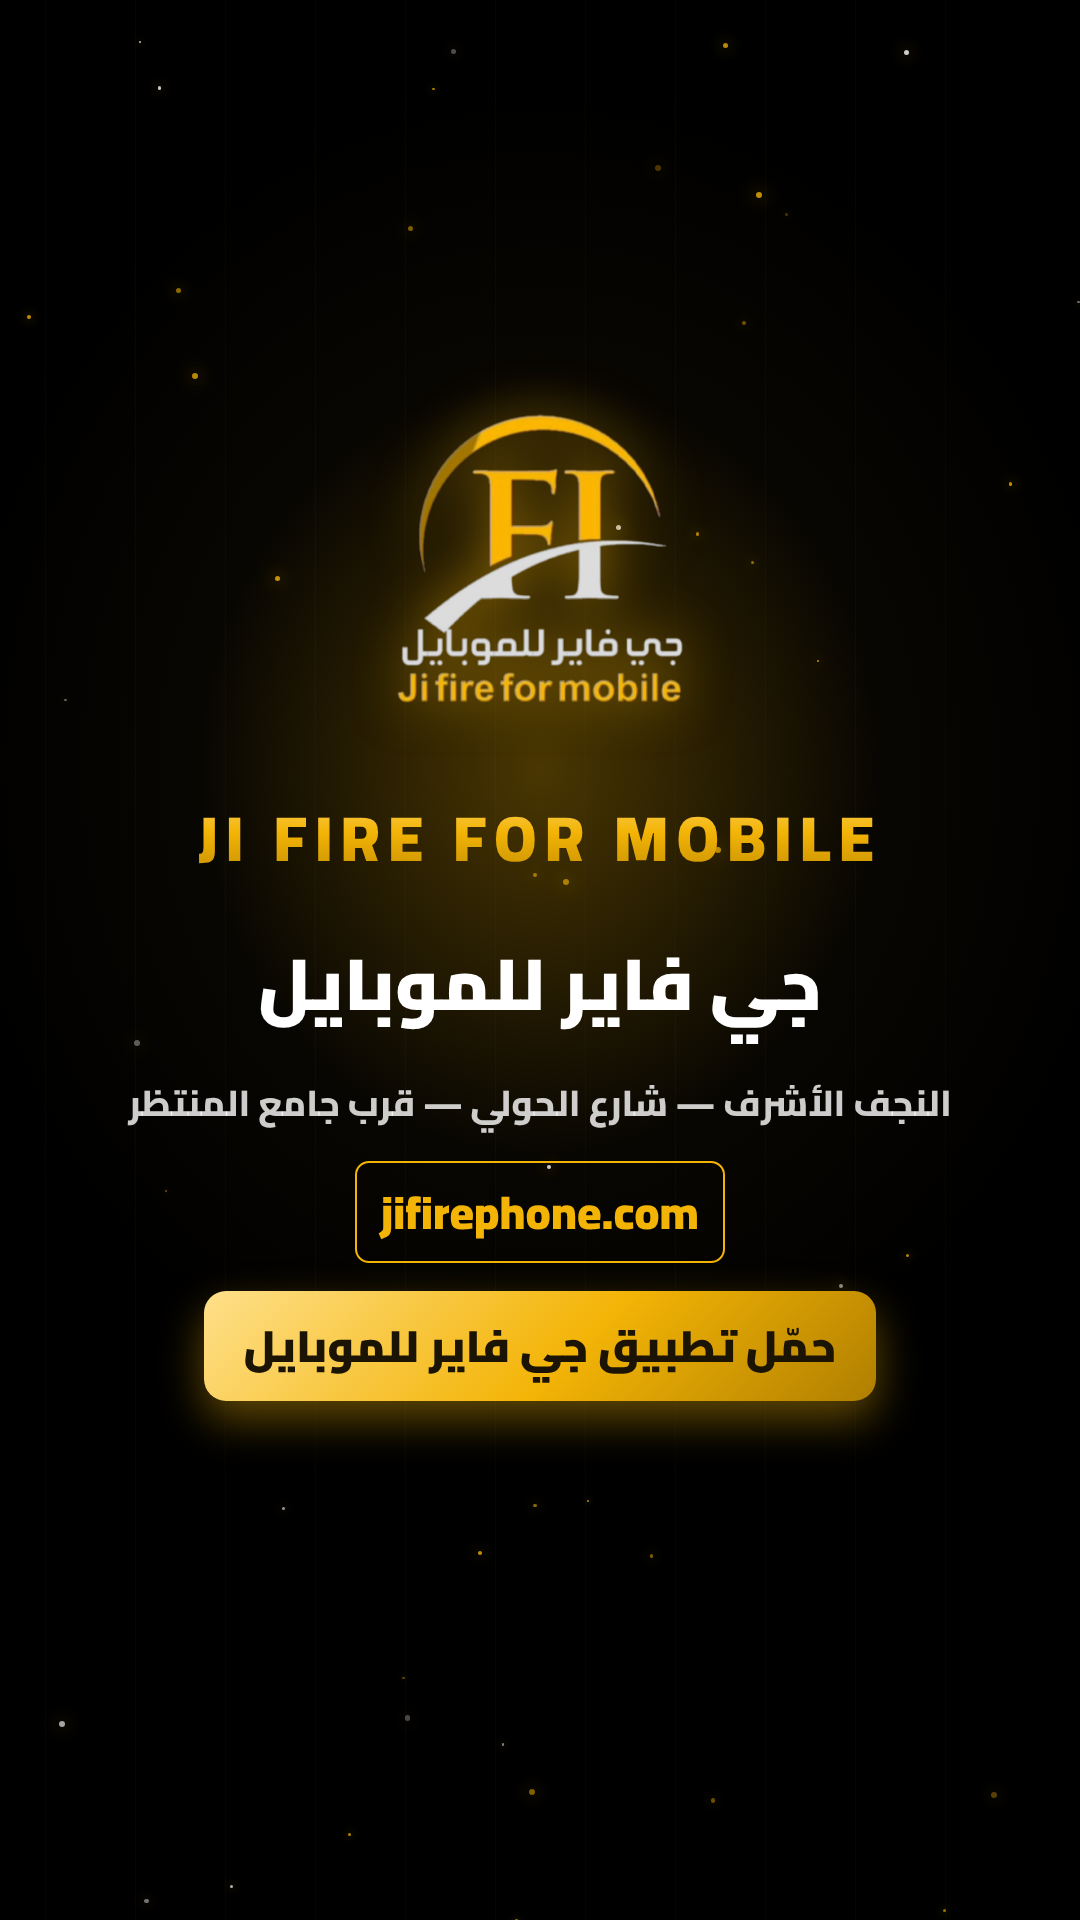 FI
جي فاير للموبايل
Ji fire for mobile
JI FIRE FOR MOBILE
جي فاير للموبايل
النجف الأشرف — شارع الحولي — قرب جامع المنتظر
jifirephone.com
حمّل تطبيق جي فاير للموبايل